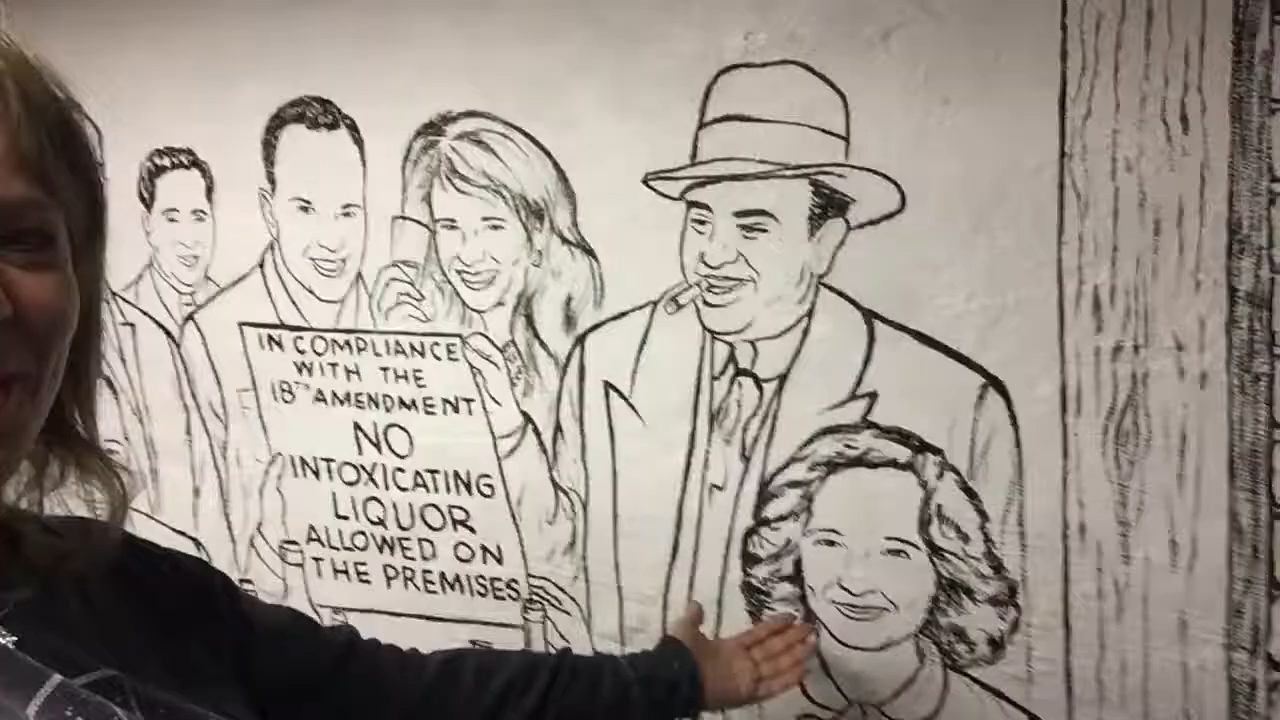 IN COMPLIANCE
WITH THE
18TH AMENDMENT
NO
INTOXICATING
LIQUOR
ALLOWED ON
THE PREMISES